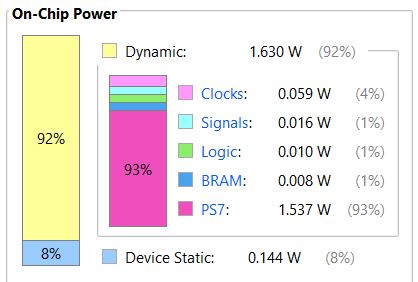 On-Chip Power
Dynamic: 1.630 W (92%)
92%
Clocks: 0.059 W (4%)
Signals: 0.016 W (1%)
Logic: 0.010 W (1%)
93%
BRAM: 0.008 W (1%)
PS7: 1.537 W (93%)
8%
Device Static: 0.144 W (8%)